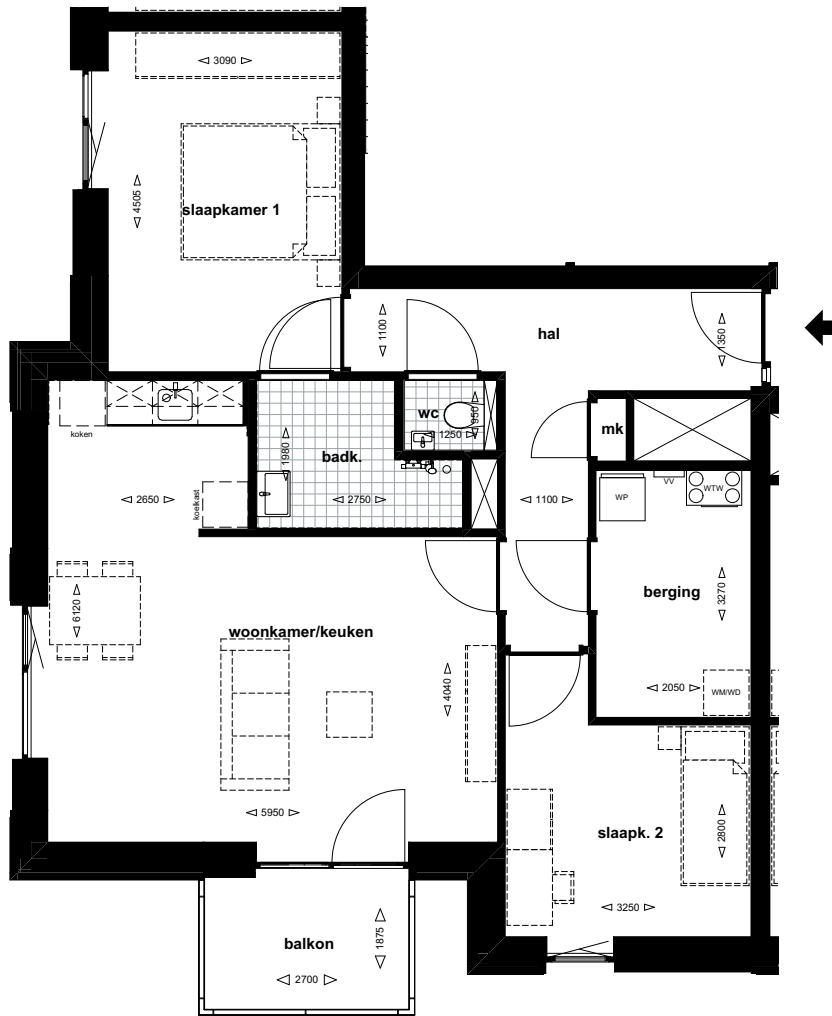 3090
4505
slaapkamer 1
1100
hal
1350
koken
wc
950
1250
mk
badk.
1980
2750
2650
koelkast
1100
WP
VV
WTW
6120
berging
3270
woonkamer/keuken
4040
2050
WM/WD
5950
slaapk. 2
2800
3250
balkon
1875
2700